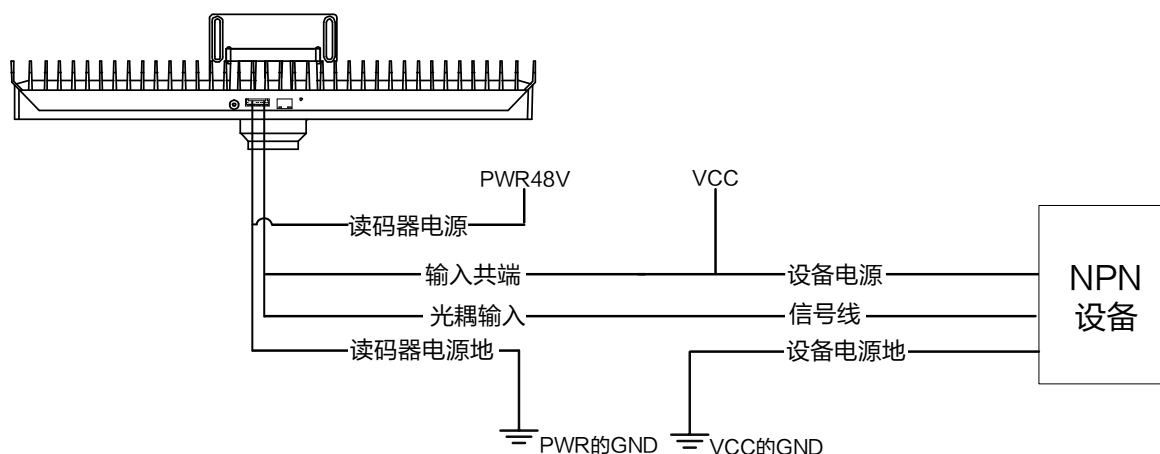 PWR48V
VCC
读码器电源
输入共端
设备电源
NPN
设备
光耦输入
信号线
读码器电源地
设备电源地
PWR的GND
VCC的GND